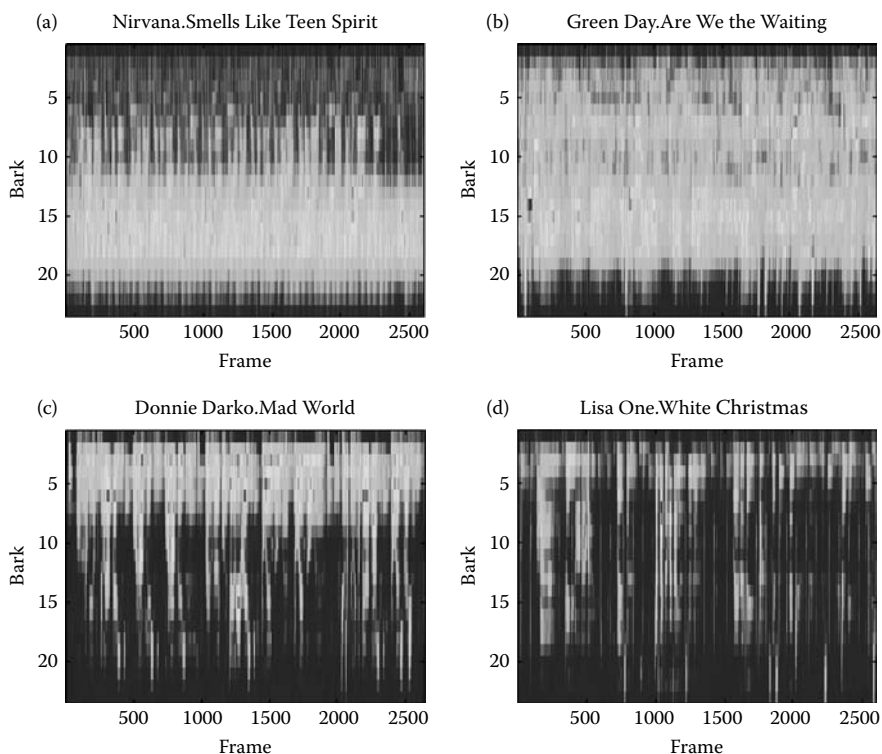 (a) Nirvana.Smells Like Teen Spirit
5
10
15
20
Bark
500 1000 1500 2000 2500
Frame
(b) Green Day.Are We the Waiting
5
10
15
20
Bark
500 1000 1500 2000 2500
Frame
(c) Donnie Darko.Mad World
5
10
15
20
Bark
500 1000 1500 2000 2500
Frame
(d) Lisa One.White Christmas
5
10
15
20
Bark
500 1000 1500 2000 2500
Frame